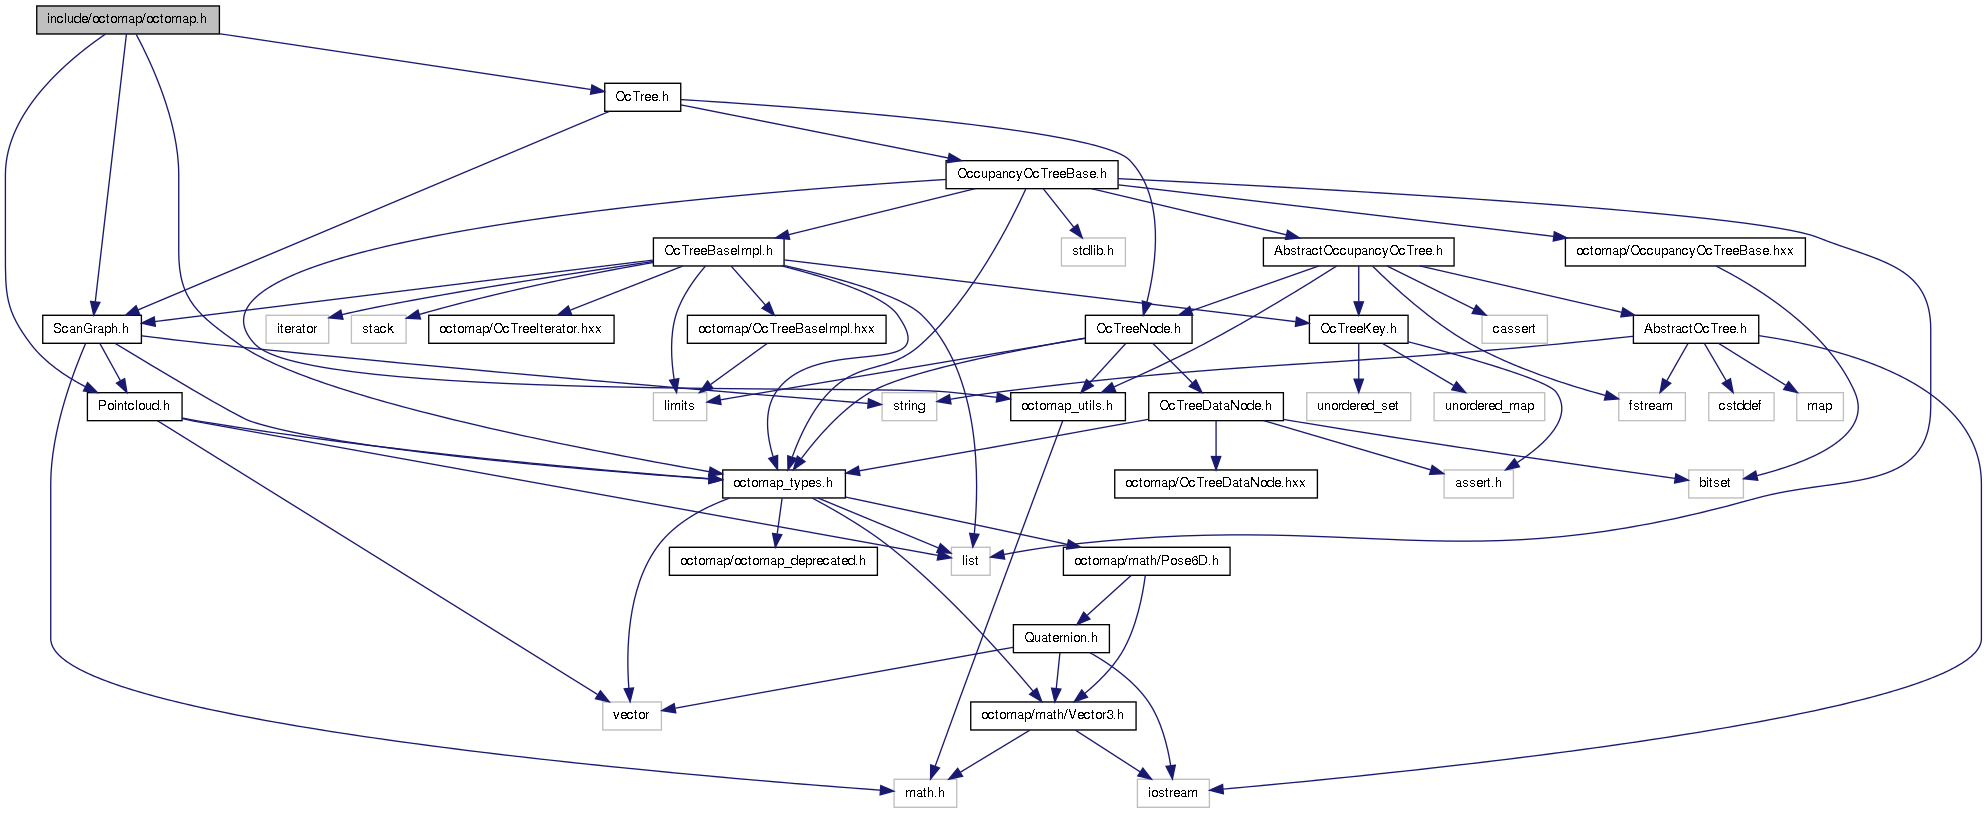 include/octomap/octomap.h
OcTree.h
OccupancyOcTreeBase.h
OcTreeBaseImpl.h
stdlib.h
AbstractOccupancyOcTree.h
octomap/OccupancyOcTreeBase.hxx
ScanGraph.h
iterator
stack
octomap/OcTreeIterator.hxx
octomap/OcTreeBaseImpl.hxx
OcTreeNode.h
OcTreeKey.h
cassert
AbstractOcTree.h
Pointcloud.h
limits
string
octomap_utils.h
OcTreeDataNode.h
unordered_set
unordered_map
fstream
cstddef
map
octomap_types.h
octomap/OcTreeDataNode.hxx
assert.h
bitset
octomap/octomap_deprecated.h
list
octomap/math/Pose6D.h
Quaternion.h
vector
octomap/math/Vector3.h
math.h
iostream